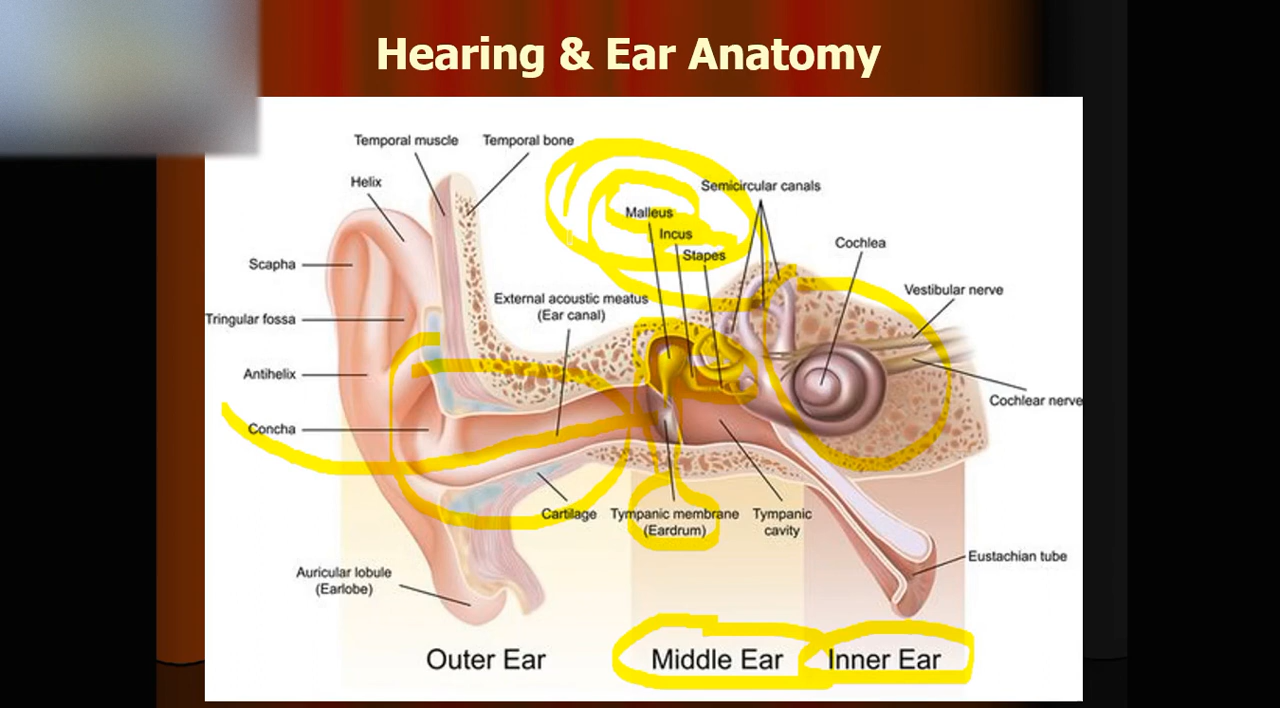 Hearing & Ear Anatomy
Temporal muscle
Temporal bone
Helix
Semicircular canals
Malleus
Incus
Stapes
Cochlea
Scapha
Vestibular nerve
External acoustic meatus
(Ear canal)
Tringular fossa
Antihelix
Cochlear nerve
Concha
Cartilage
Tympanic membrane
(Eardrum)
Tympanic
cavity
Eustachian tube
Auricular lobule
(Earlobe)
Outer Ear
Middle Ear
Inner Ear